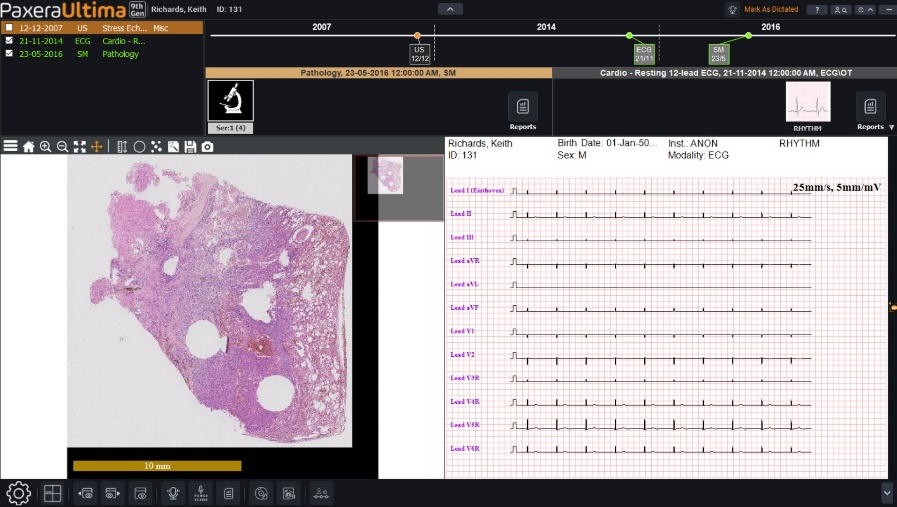 PaxeraUltima 9th Gen Richards, Keith ID: 131 Mark As Dictated ?
12-12-2007 US Stress Ech... Misc
21-11-2014 ECG Cardio - R...
23-05-2016 SM Pathology
2007 2014 2016
US 12/12
ECG 21/11
SM 23/5
Pathology, 23-05-2016 12:00:00 AM, SM
Cardio - Resting 12-lead ECG, 21-11-2014 12:00:00 AM, ECG\OT
Ser:1 (4)
Reports
RHYTHM
Reports
10 mm
Richards, Keith Birth Date: 01-Jan-50... Inst.: ANON RHYTHM
ID: 131 Sex: M Modality: ECG
Lead I (Einthoven) 25mm/s, 5mm/mV
Lead II
Lead III
Lead aVR
Lead aVL
Lead aVF
Lead V1
Lead V2
Lead V3R
Lead V4R
Lead V5R
Lead V6R